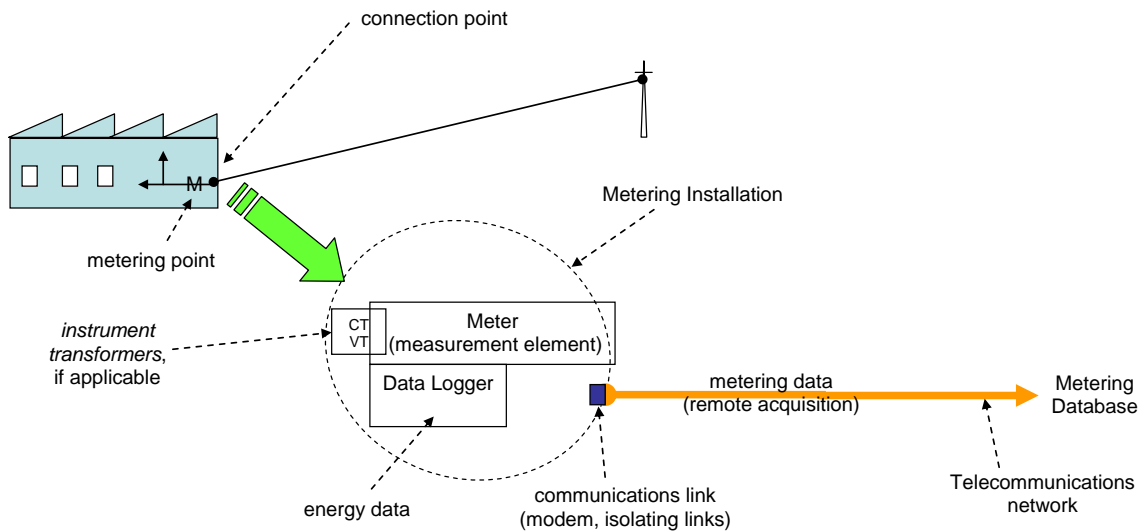 connection point
M
metering point
Metering Installation
instrument
transformers,
if applicable
CT
VT
Meter
(measurement element)
Data Logger
metering data
(remote acquisition)
Metering
Database
energy data
communications link
(modem, isolating links)
Telecommunications
network